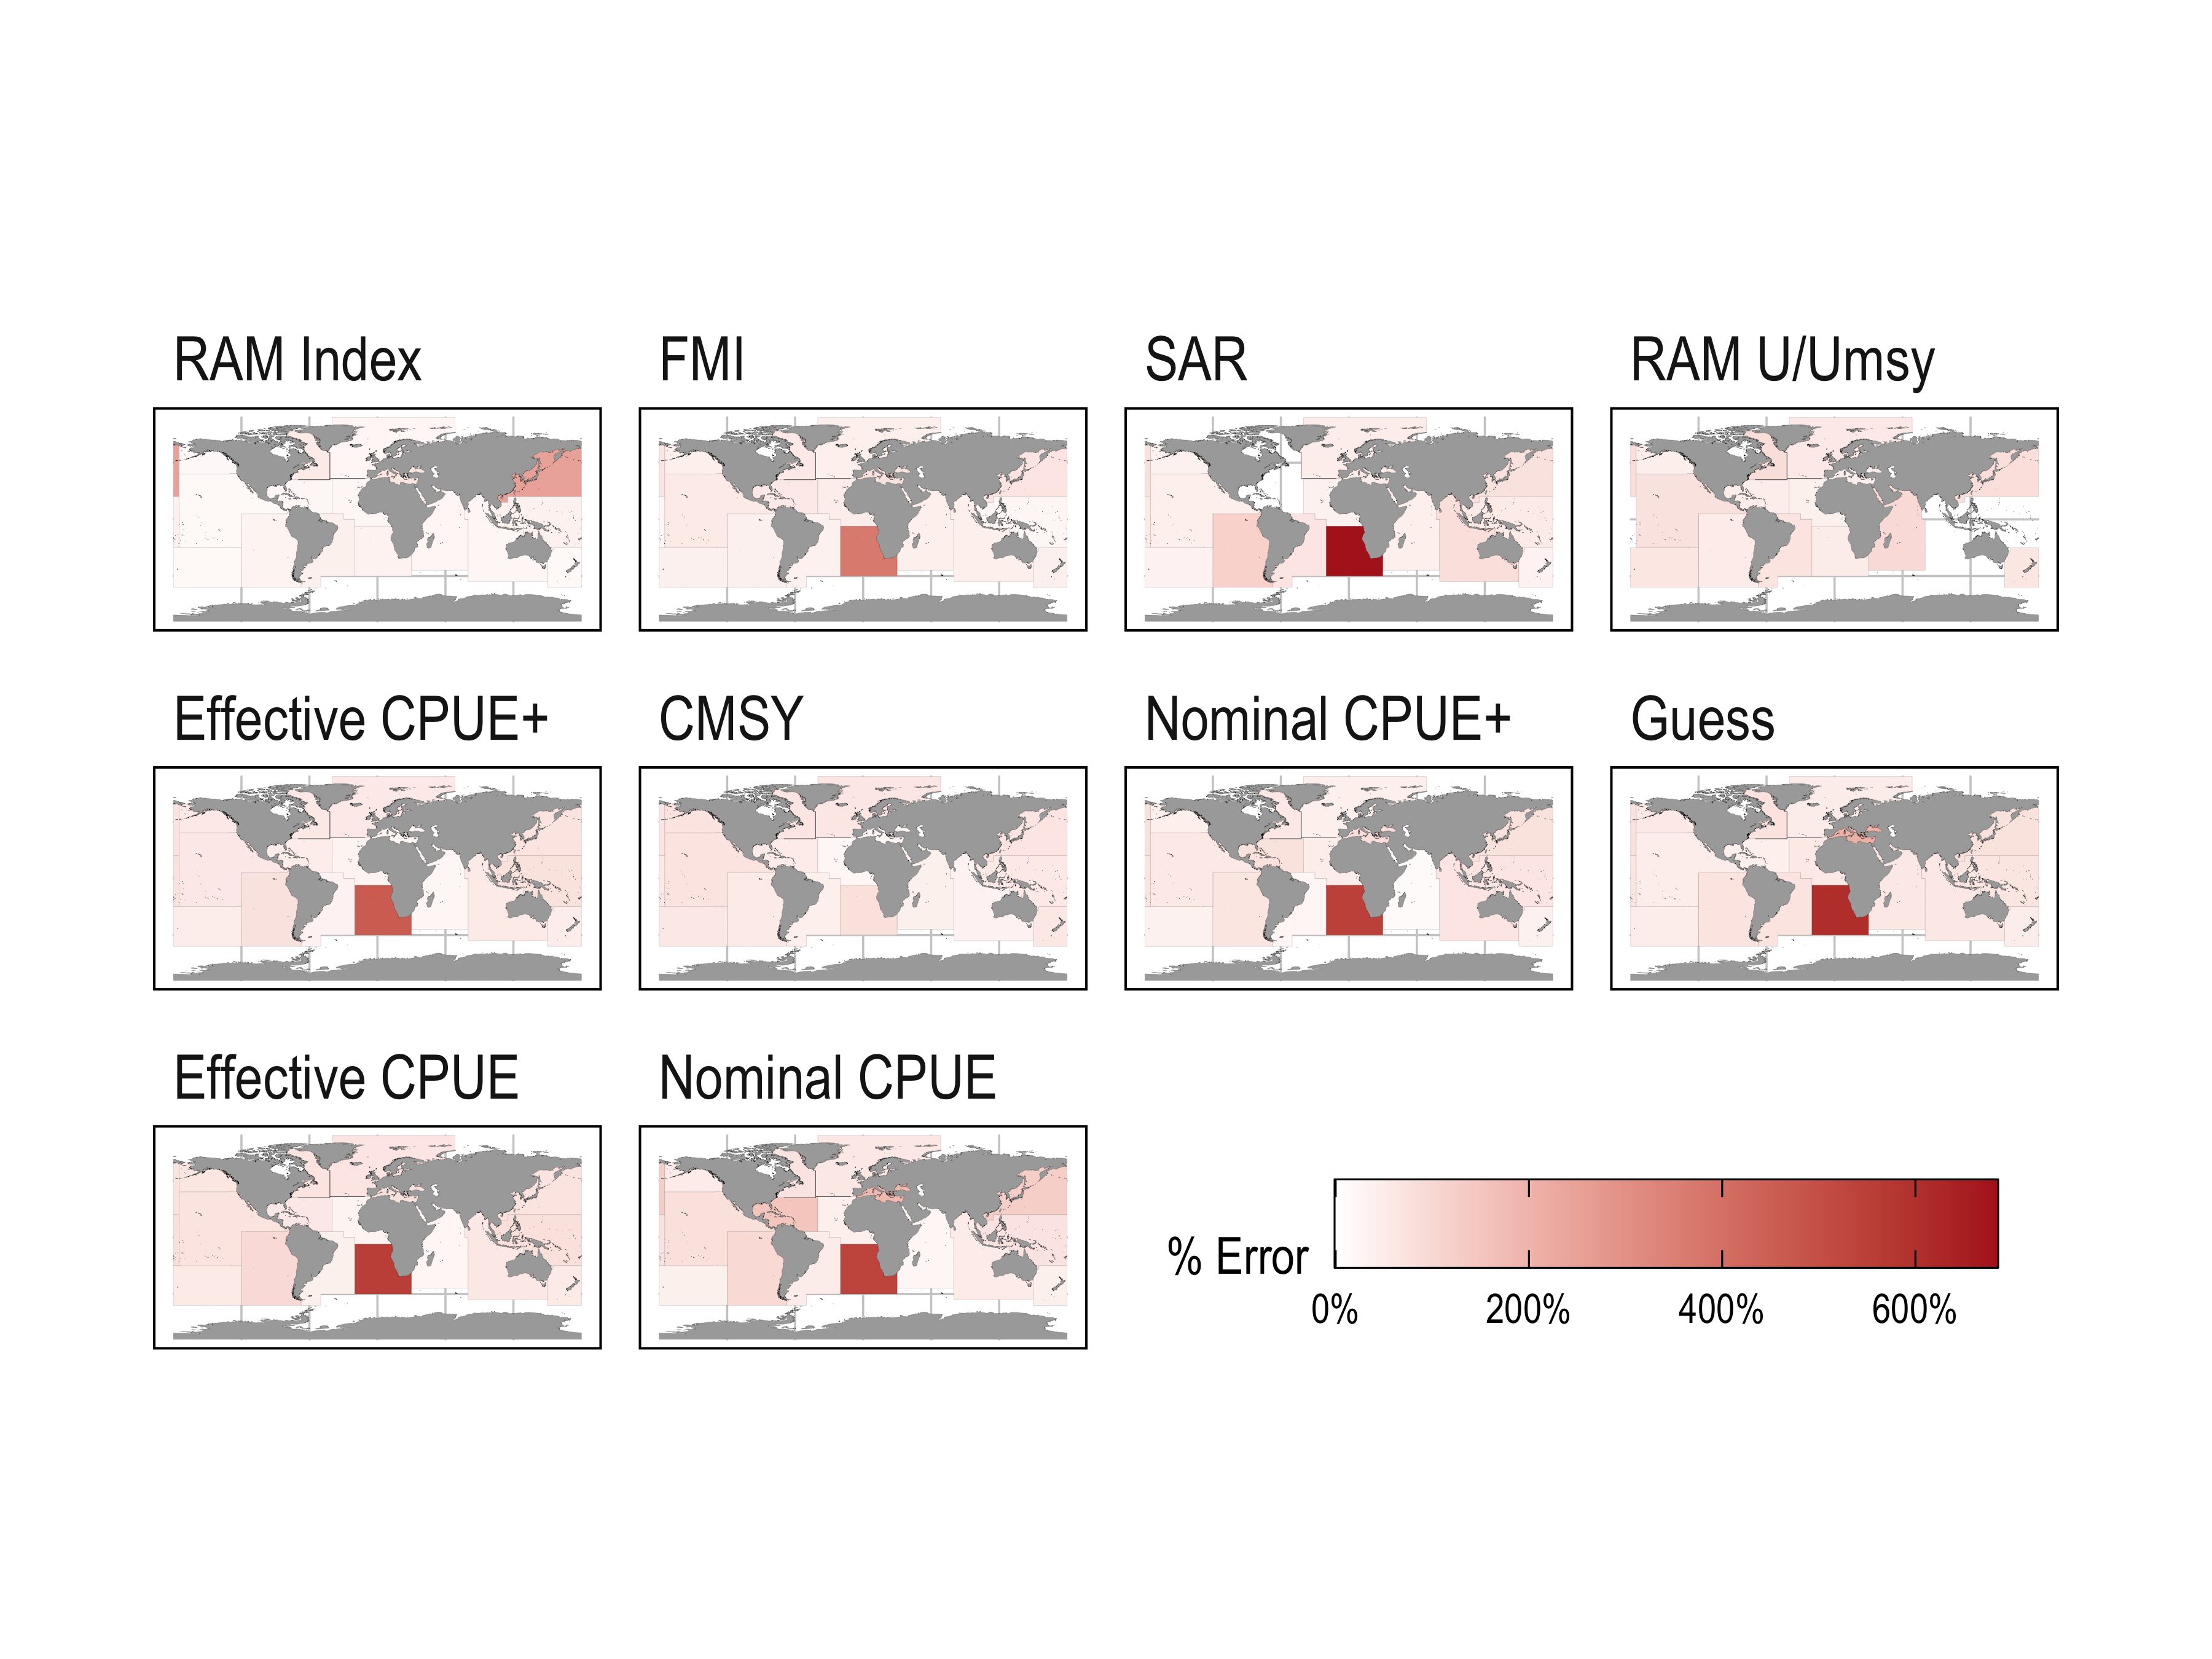 RAM Index
FMI
SAR
RAM U/Umsy
Effective CPUE+
CMSY
Nominal CPUE+
Guess
Effective CPUE
Nominal CPUE
% Error
0%
200%
400%
600%